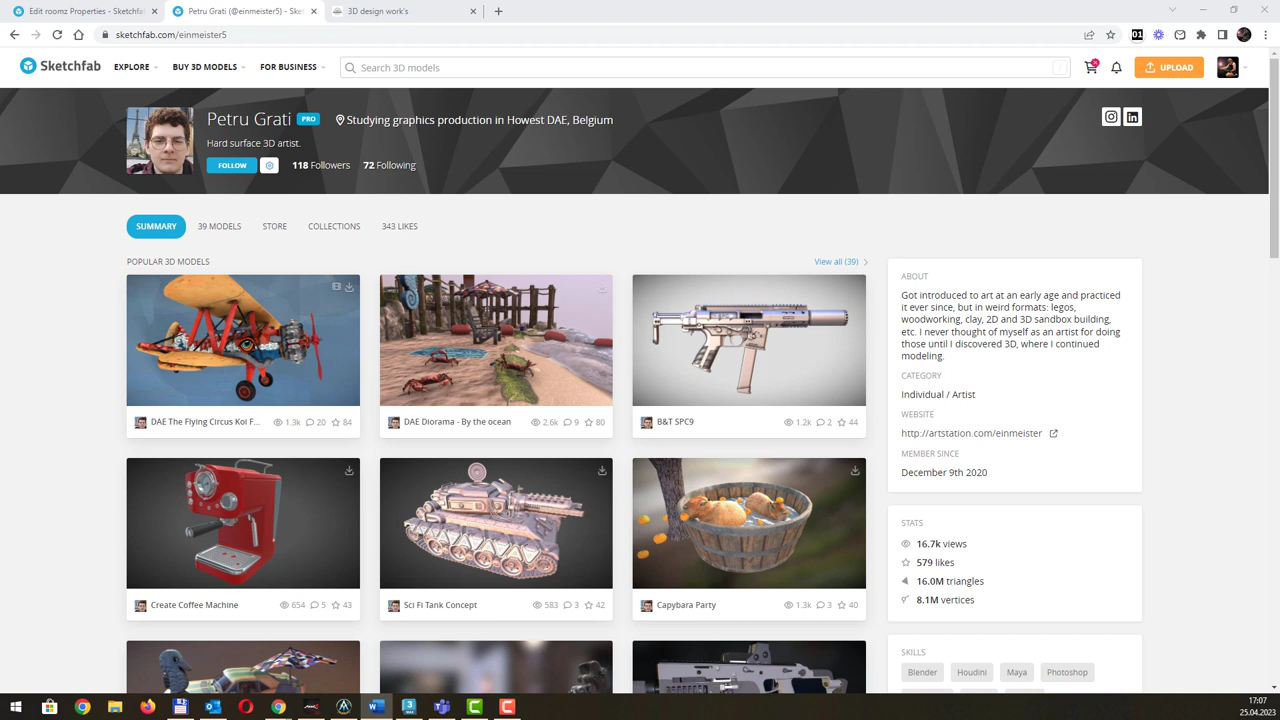 Edit roomz Properties - Sketchfal
Petru Grati (@einmeister5) - Sket
3D design work's
sketchfab.com/einmeister5
01
Sketchfab
EXPLORE
BUY 3D MODELS
FOR BUSINESS
Search 3D models
/
UPLOAD
Petru Grati PRO
Studying graphics production in Howest DAE, Belgium
Hard surface 3D artist.
FOLLOW
118 Followers
72 Following
SUMMARY
39 MODELS
STORE
COLLECTIONS
343 LIKES
POPULAR 3D MODELS
View all (39)
DAE The Flying Circus Koi F...
1.3k 20 84
DAE Diorama - By the ocean
2.6k 9 80
B&T SPC9
1.2k 2 44
Create Coffee Machine
654 5 43
Sci Fi Tank Concept
583 3 42
Capybara Party
1.3k 3 40
ABOUT
Got introduced to art at an early age and practiced
it ever since, but in weird formats: legos,
woodworking, clay, 2D and 3D sandbox building,
etc. I never thought of myself as an artist for doing
those until I discovered 3D, where I continued
modeling.
CATEGORY
Individual / Artist
WEBSITE
http://artstation.com/einmeister
MEMBER SINCE
December 9th 2020
STATS
16.7k views
579 likes
16.0M triangles
8.1M vertices
SKILLS
Blender
Houdini
Maya
Photoshop
17:07
25.04.2023